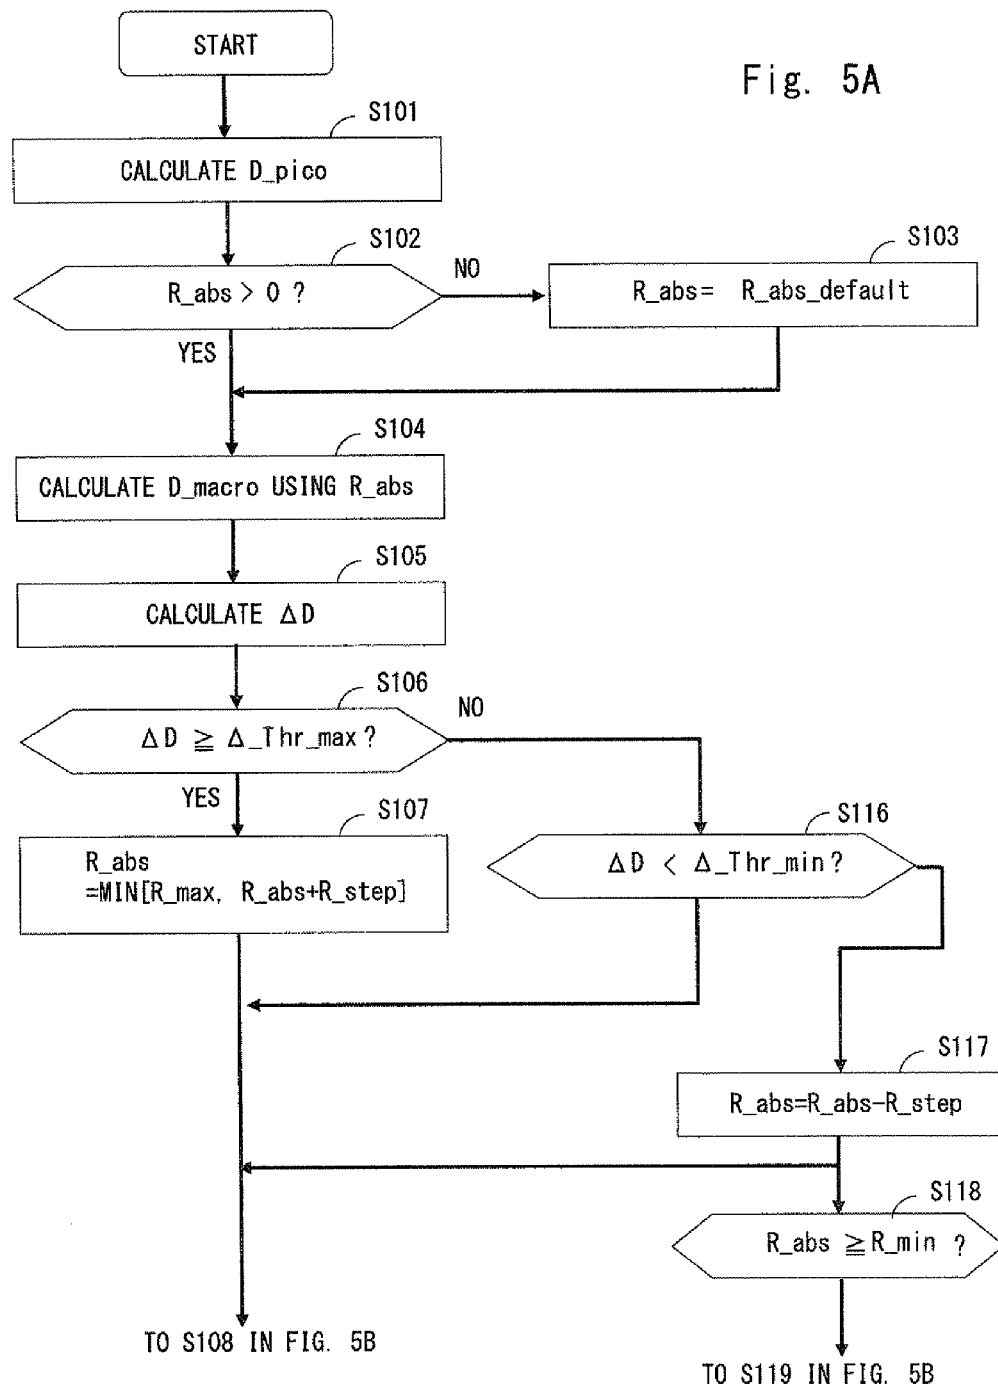 START
Fig. 5A
S101
CALCULATE D_pico
S102
R_abs > 0 ?
NO
S103
R_abs= R_abs_default
YES
S104
CALCULATE D_macro USING R_abs
S105
CALCULATE ΔD
S106
ΔD ≧ Δ_Thr_max?
NO
YES
S107
R_abs
=MIN[R_max, R_abs+R_step]
S116
ΔD < Δ_Thr_min?
S117
R_abs=R_abs-R_step
S118
R_abs ≧R_min ?
TO S108 IN FIG. 5B
TO S119 IN FIG. 5B